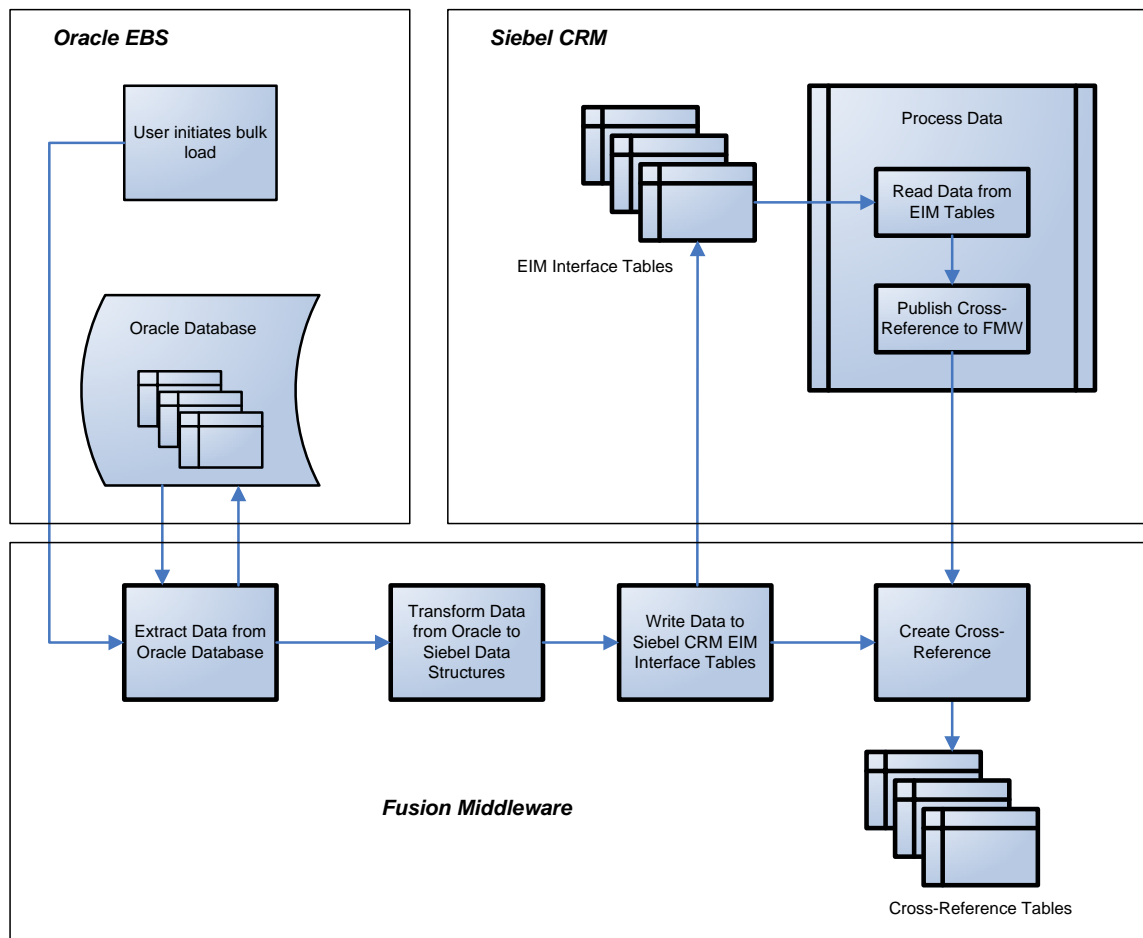 Oracle EBS
User initiates bulk
load
Oracle Database
Siebel CRM
EIM Interface Tables
Process Data
Read Data from
EIM Tables
Publish Cross-
Reference to FMW
Extract Data from
Oracle Database
Transform Data
from Oracle to
Siebel Data
Structures
Write Data to
Siebel CRM EIM
Interface Tables
Create Cross-
Reference
Fusion Middleware
Cross-Reference Tables